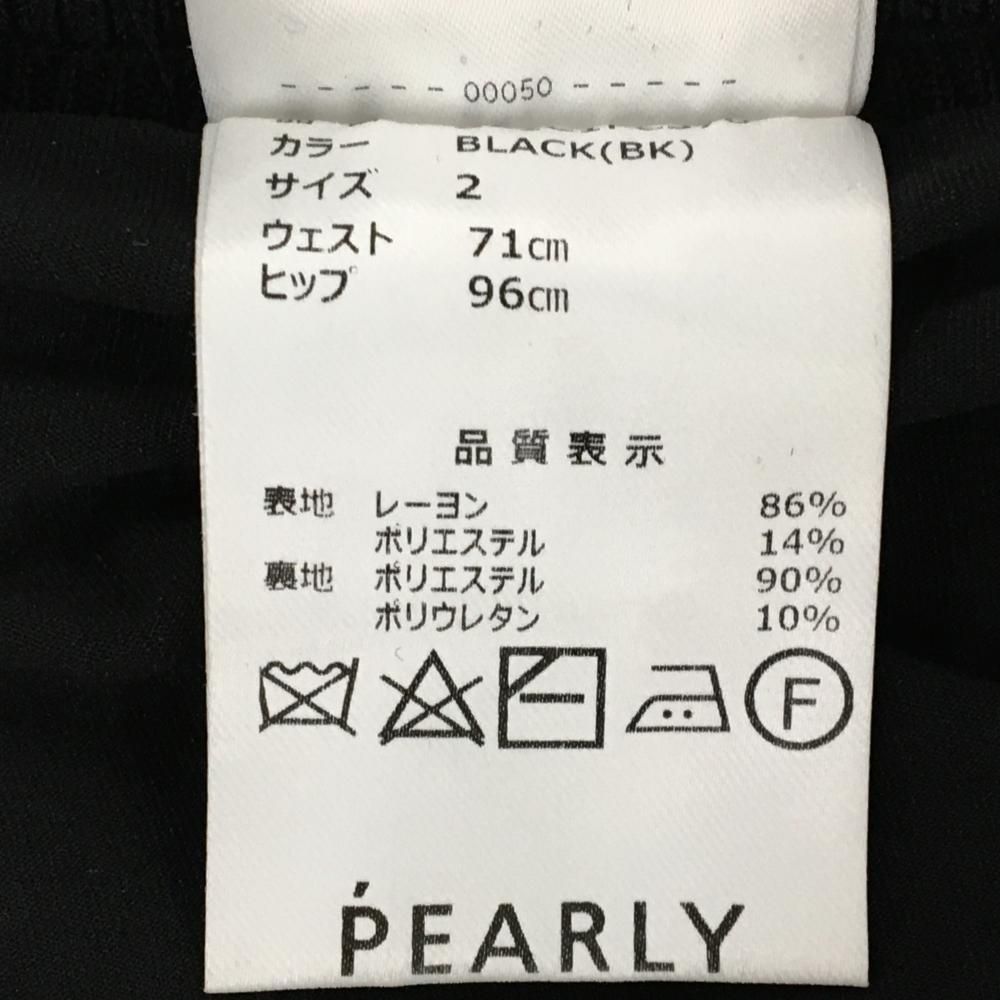 - - - - - 00050 - - - - -
カラー BLACK(BK)
サイズ 2
ウェスト 71㎝
ヒップ 96㎝
品質表示
表地 レーヨン 86%
ポリエステル 14%
裏地 ポリエステル 90%
ポリウレタン 10%
F
ṔEARLY